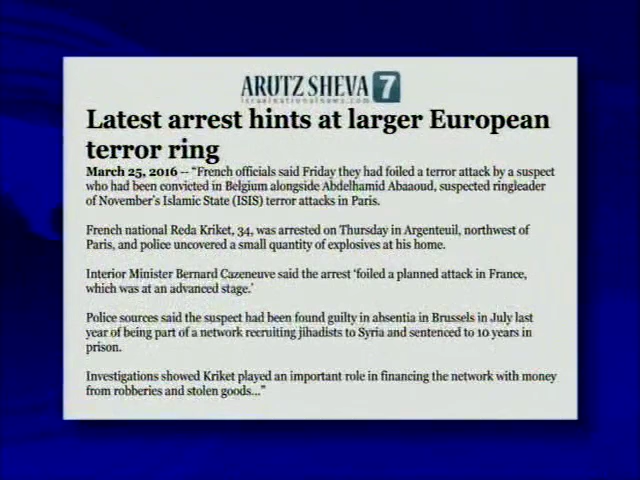 ARUTZ SHEVA 7
israelnationalnews.com
Latest arrest hints at larger European
terror ring
March 25, 2016 -- “French officials said Friday they had foiled a terror attack by a suspect
who had been convicted in Belgium alongside Abdelhamid Abaaoud, suspected ringleader
of November's Islamic State (ISIS) terror attacks in Paris.
French national Reda Kriket, 34, was arrested on Thursday in Argenteuil, northwest of
Paris, and police uncovered a small quantity of explosives at his home.
Interior Minister Bernard Cazeneuve said the arrest ‘foiled a planned attack in France,
which was at an advanced stage.’
Police sources said the suspect had been found guilty in absentia in Brussels in July last
year of being part of a network recruiting jihadists to Syria and sentenced to 10 years in
prison.
Investigations showed Kriket played an important role in financing the network with money
from robberies and stolen goods...”